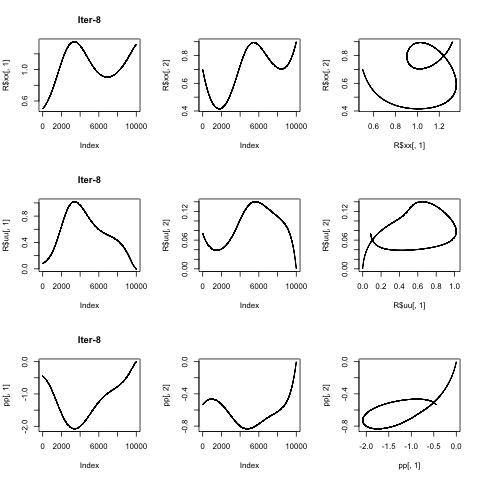 Iter-8
R$xx[, 1]
0.6 1.0
0 2000 6000 10000
Index
R$xx[, 2]
0.4 0.6 0.8
0 2000 6000 10000
Index
R$xx[, 2]
0.4 0.6 0.8
0.6 0.8 1.0 1.2
R$xx[, 1]
Iter-8
R$uu[, 1]
0.0 0.4 0.8
0 2000 6000 10000
Index
R$uu[, 2]
0.00 0.06 0.12
0 2000 6000 10000
Index
R$uu[, 2]
0.00 0.06 0.12
0.0 0.2 0.4 0.6 0.8 1.0
R$uu[, 1]
Iter-8
pp[, 1]
-2.0 -1.0 0.0
0 2000 6000 10000
Index
pp[, 2]
-0.8 -0.4 0.0
0 2000 6000 10000
Index
pp[, 2]
-0.8 -0.4 0.0
-2.0 -1.5 -1.0 -0.5 0.0
pp[, 1]